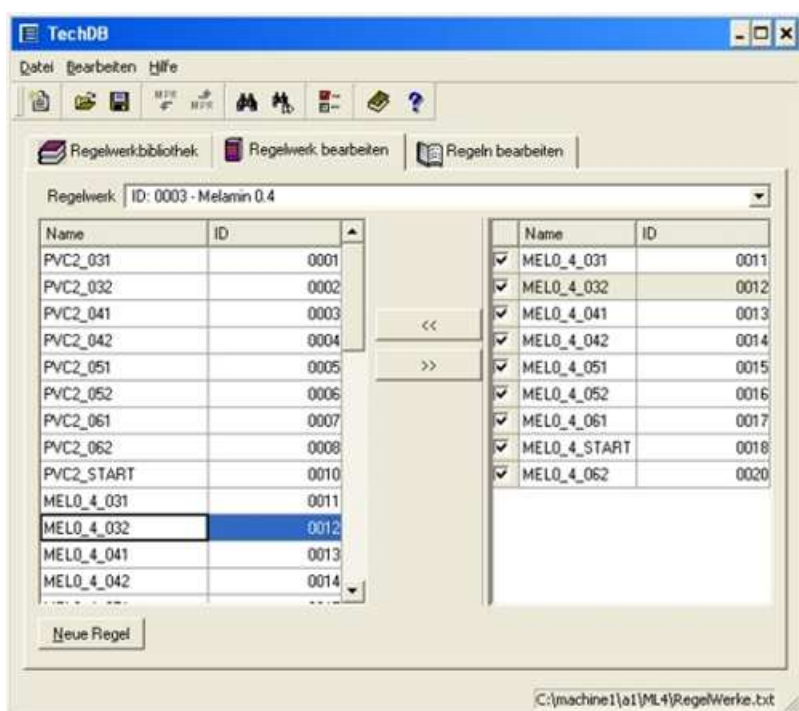 TechDB
Datei Bearbeiten Hilfe
Regelwerkbibliothek Regelwerk bearbeiten Regeln bearbeiten
Regelwerk ID: 0003 - Melamin 0.4
Name ID
PVC2_031 0001
PVC2_032 0002
PVC2_041 0003
PVC2_042 0004
PVC2_051 0005
PVC2_052 0006
PVC2_061 0007
PVC2_062 0008
PVC2_START 0010
MEL0_4_031 0011
MEL0_4_032 0012
MEL0_4_041 0013
MEL0_4_042 0014
<<
>>
Name ID
MEL0_4_031 0011
MEL0_4_032 0012
MEL0_4_041 0013
MEL0_4_042 0014
MEL0_4_051 0015
MEL0_4_052 0016
MEL0_4_061 0017
MEL0_4_START 0018
MEL0_4_062 0020
Neue Regel
C:\machine1\a1\ML4\RegelWerke.txt